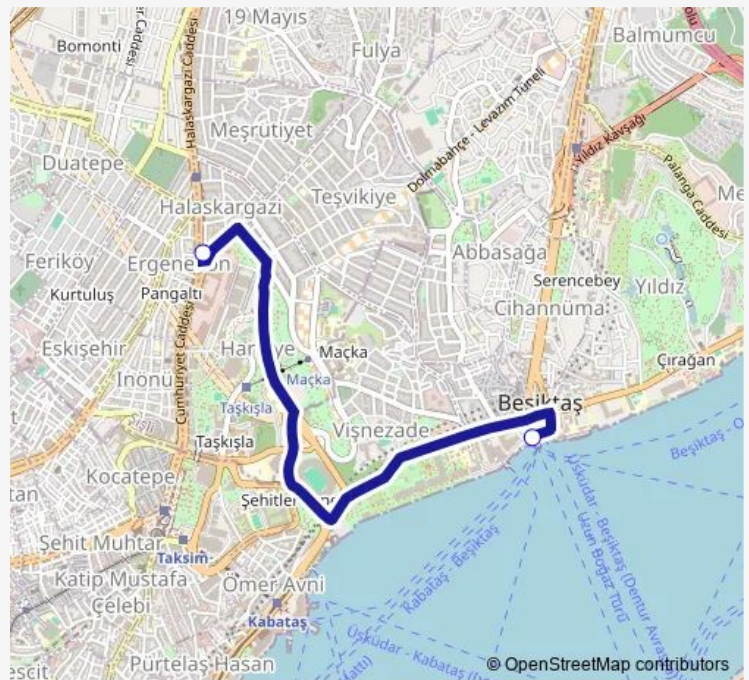 19 Mayıs
Balmumcu
Bomonti
Fulya
Halaskargazi Caddesi
Meşrutiyet
Yıldız Kavşağı
Dolmabahçe - Levazım Tüneli
Duatepe
Palanga Caddesi
Teşvikiye
Halaskargazi
Abbasağa
Feriköy
Ergenekon
Serencebey
Yıldız
Kurtuluş
Pangaltı
Cihannüma
Eskişehir
Maçka
Çırağan
Maçka
İnönü
Cumhuriyet Caddesi
Taşkışla
Beşiktaş
Taşkışla
Vişnezade
Kocatepe
Şehit Muhtar
Taksim
Rabataş - Beşiktaş
Üsküdar - Beşiktaş (Dentur Avrasya)
Uzun Boğaz Turu
Katip Mustafa
Çelebi
Ömer Avni
Kabataş
Üsküdar - Kabataş
Pürtelaş Hasan
© OpenStreetMap contributors